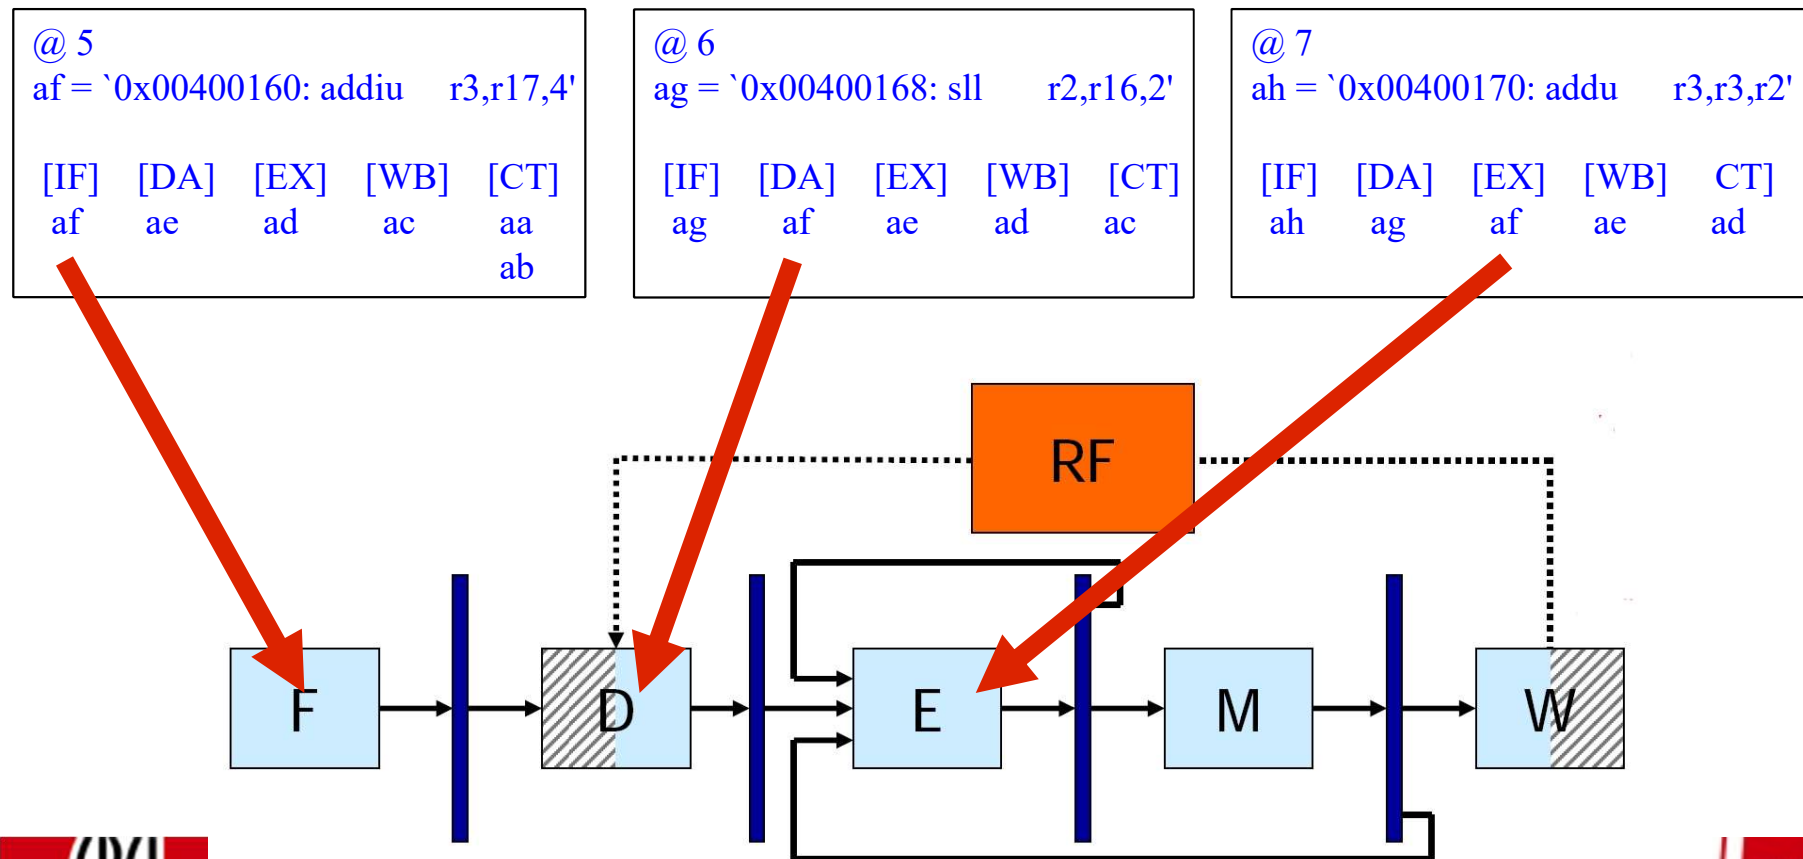 @ 5
af = `0x00400160: addiu r3,r17,4'
[IF] [DA] [EX] [WB] [CT]
af ae ad ac aa
ab
@ 6
ag = `0x00400168: sll r2,r16,2'
[IF] [DA] [EX] [WB] [CT]
ag af ae ad ac
@ 7
ah = `0x00400170: addu r3,r3,r2'
[IF] [DA] [EX] [WB] CT]
ah ag af ae ad
RF
F D E M W